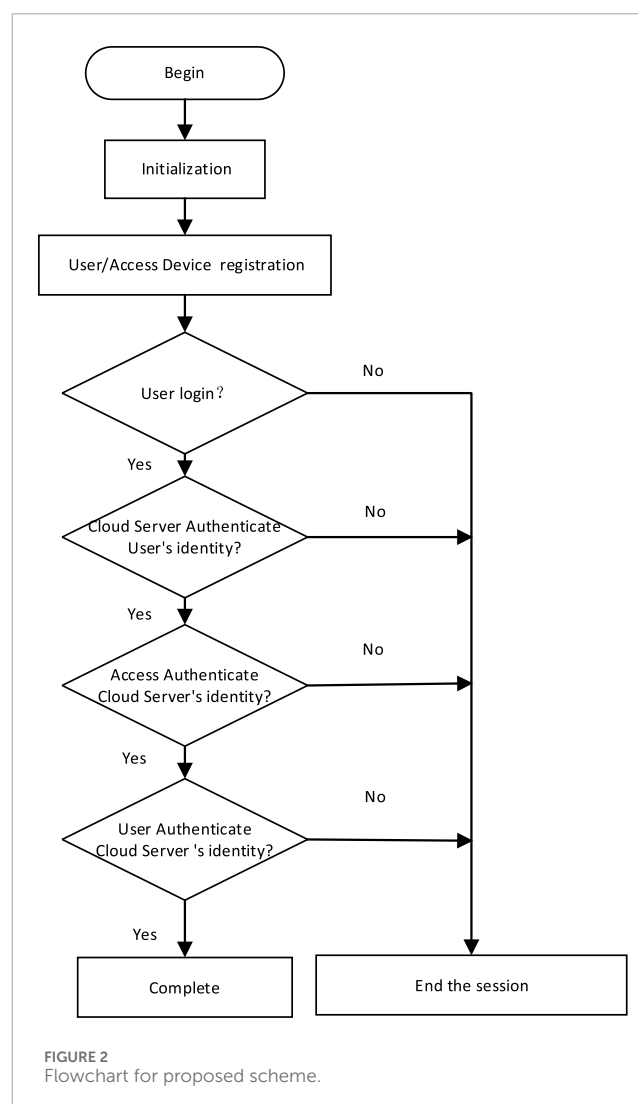 Begin
Initialization
User/Access Device registration
User login？
No
Yes
Cloud Server Authenticate
User's identity?
No
Yes
Access Authenticate
Cloud Server's identity?
No
Yes
User Authenticate
Cloud Server 's identity?
No
Yes
Complete
End the session
FIGURE 2
Flowchart for proposed scheme.